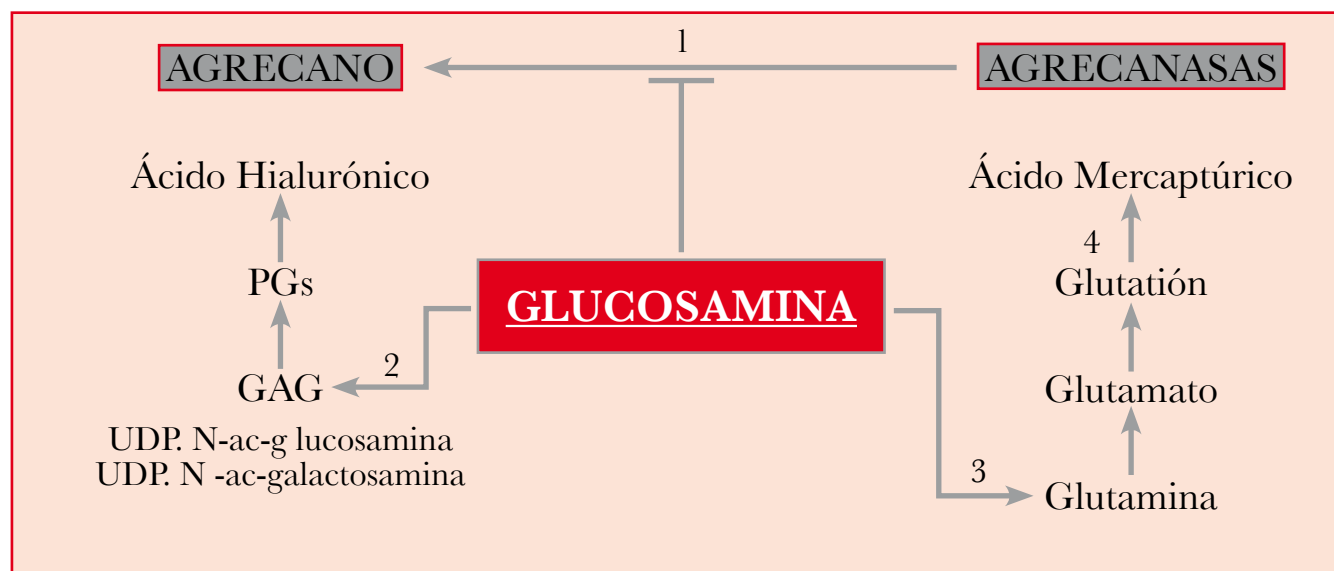 1
AGRECANO
AGRECANASAS
Ácido Hialurónico
Ácido Mercaptúrico
4
PGs
Glutatión
GLUCOSAMINA
2
GAG
Glutamato
UDP. N-ac-g lucosamina
UDP. N -ac-galactosamina
3
Glutamina